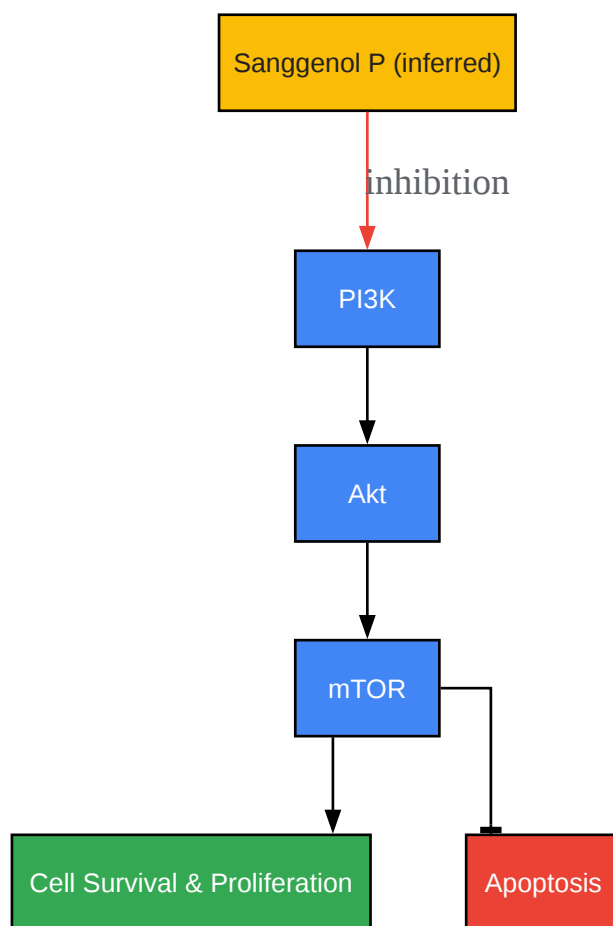 Sanggenol P (inferred)
inhibition
PI3K
Akt
mTOR
Cell Survival & Proliferation
Apoptosis